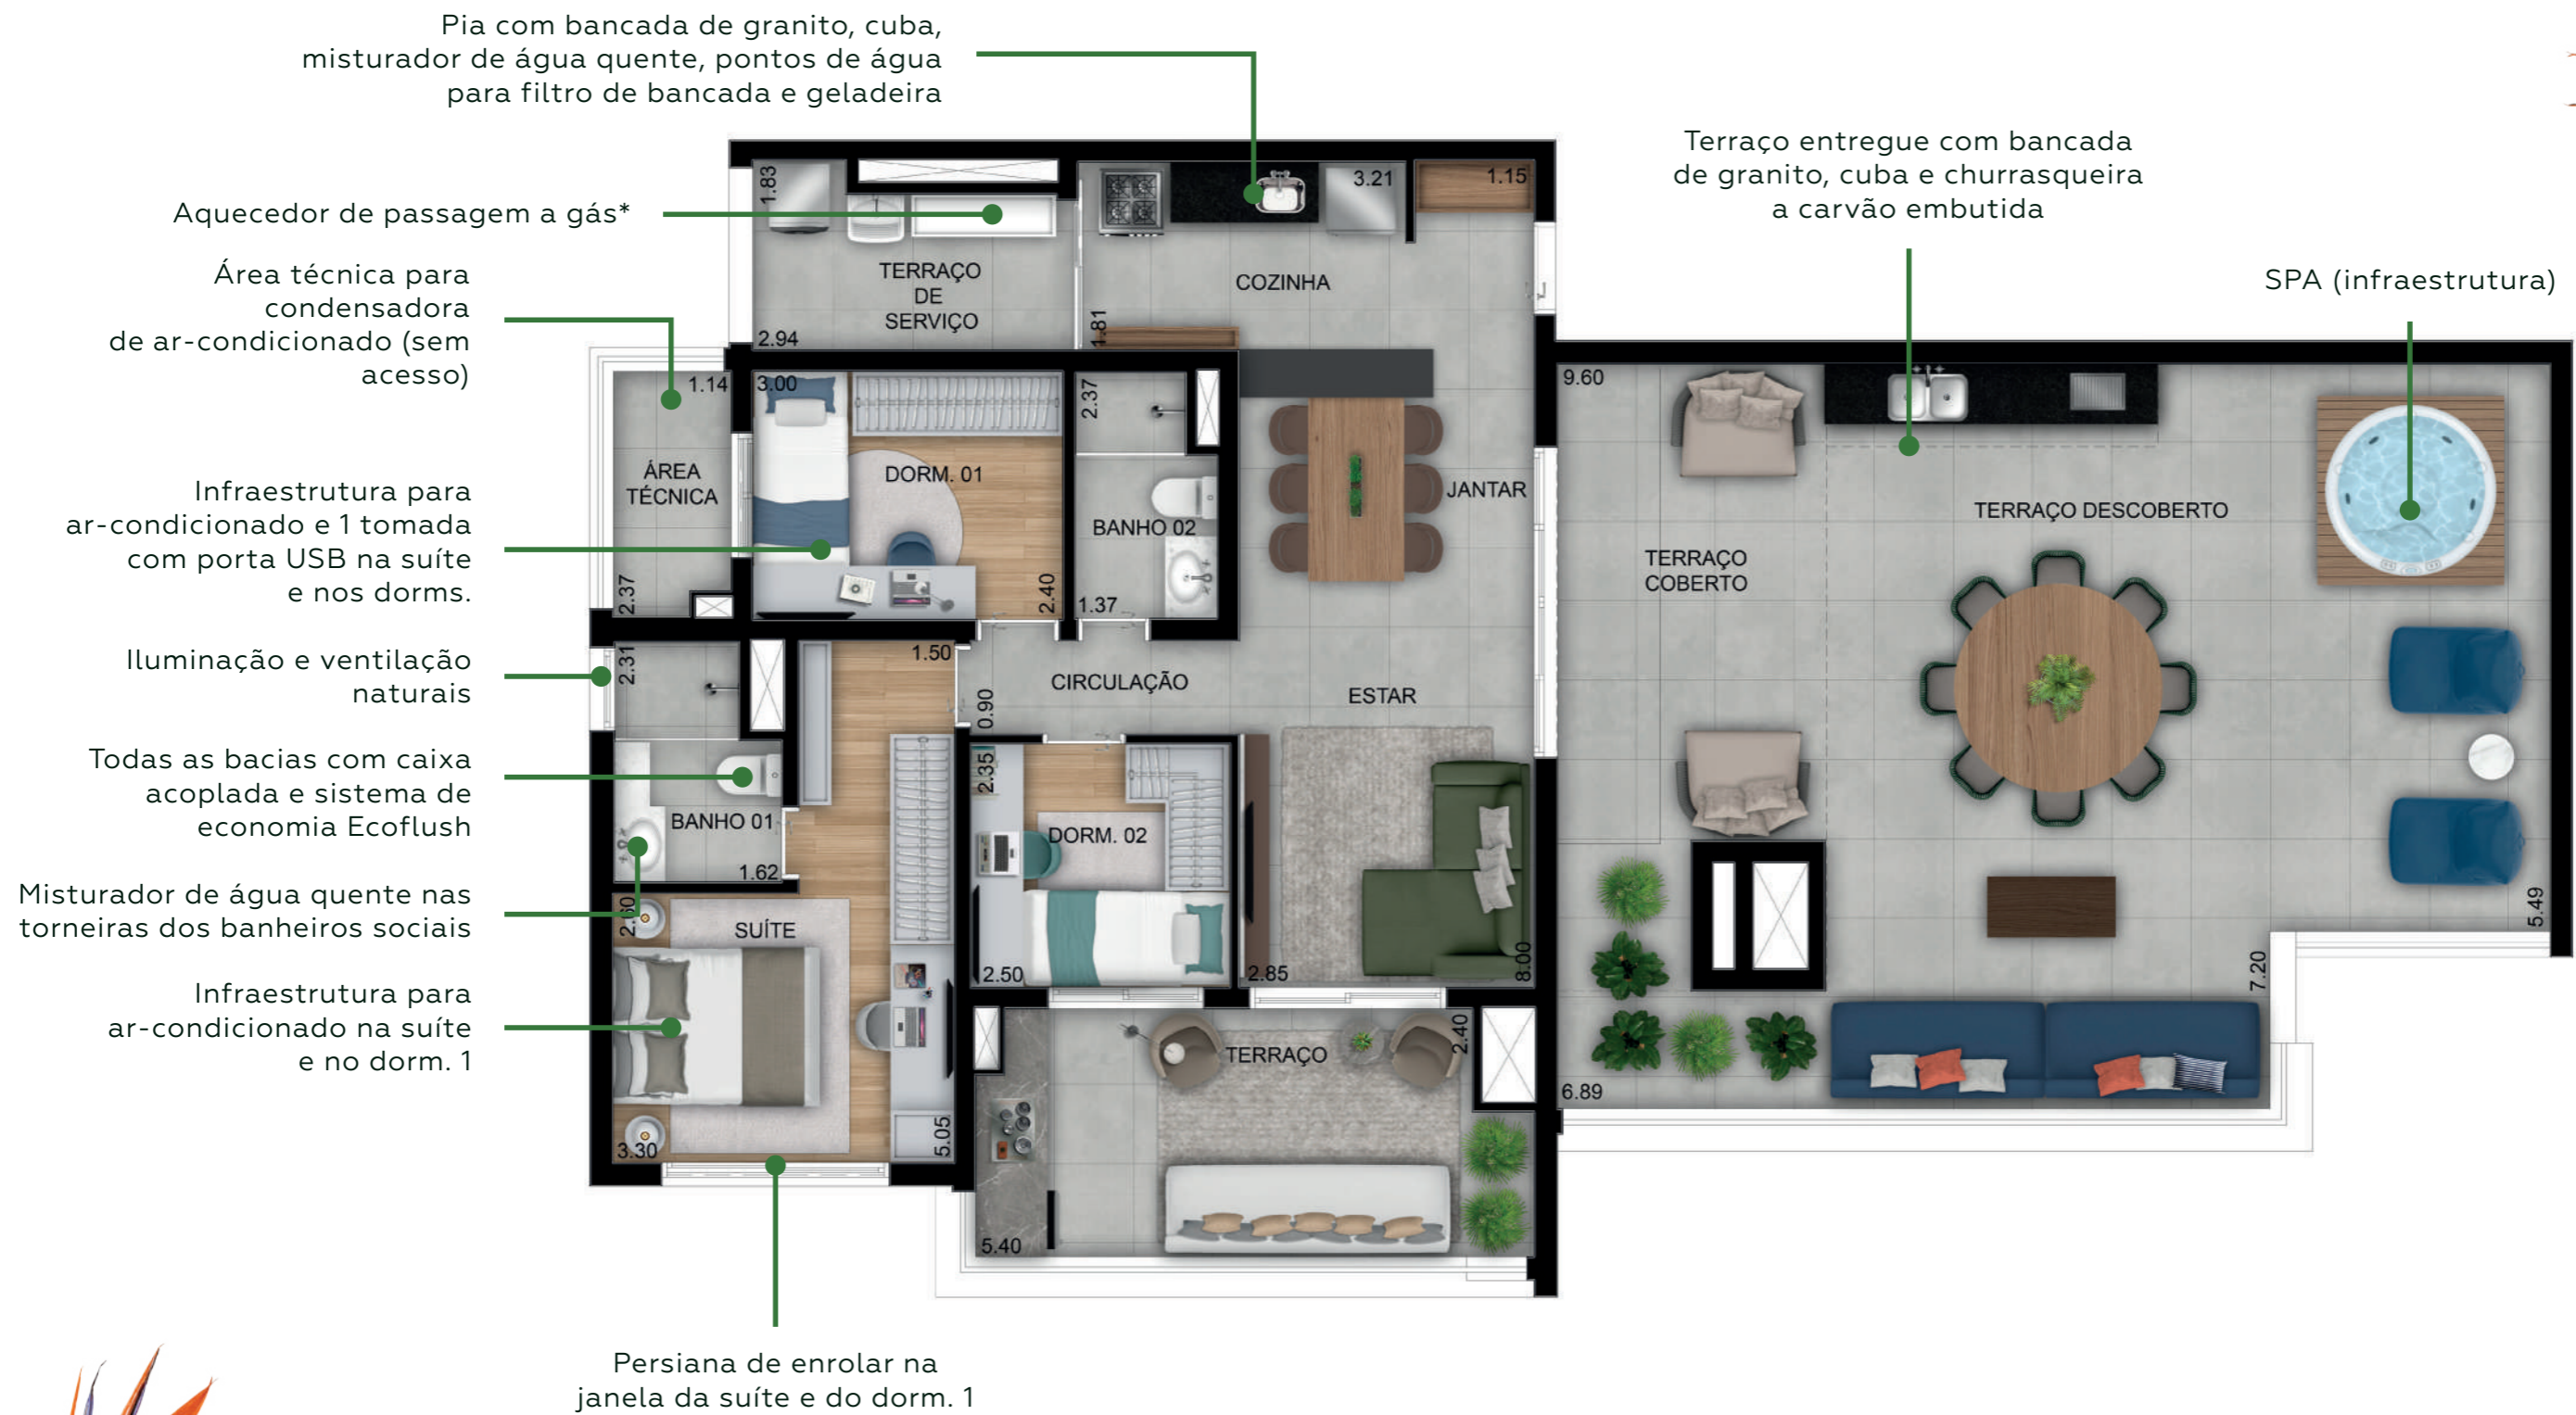 Pia com bancada de granito, cuba,
misturador de água quente, pontos de água
para filtro de bancada e geladeira
Terraço entregue com bancada
de granito, cuba e churrasqueira
a carvão embutida
SPA (infraestrutura)
Aquecedor de passagem a gás*
Área técnica para
condensadora
de ar-condicionado (sem
acesso)
Infraestrutura para
ar-condicionado e 1 tomada
com porta USB na suíte
e nos dorms.
Iluminação e ventilação
naturais
Todas as bacias com caixa
acoplada e sistema de
economia Ecoflush
Misturador de água quente nas
torneiras dos banheiros sociais
Infraestrutura para
ar-condicionado na suíte
e no dorm. 1
Persiana de enrolar na
janela da suíte e do dorm. 1
1.83
TERRAÇO
DE
SERVIÇO
2.94
3.21
COZINHA
1.81
1.15
1.14
ÁREA
TÉCNICA
2.37
3.00
DORM. 01
2.40
2.37
BANHO 02
1.37
JANTAR
9.60
TERRAÇO
COBERTO
TERRAÇO DESCOBERTO
5.49
7.20
6.89
2.31
BANHO 01
1.62
1.50
0.90
CIRCULAÇÃO
ESTAR
2.35
DORM. 02
2.50
2.85
8.00
2.60
SUÍTE
3.30
5.05
TERRAÇO
2.40
5.40